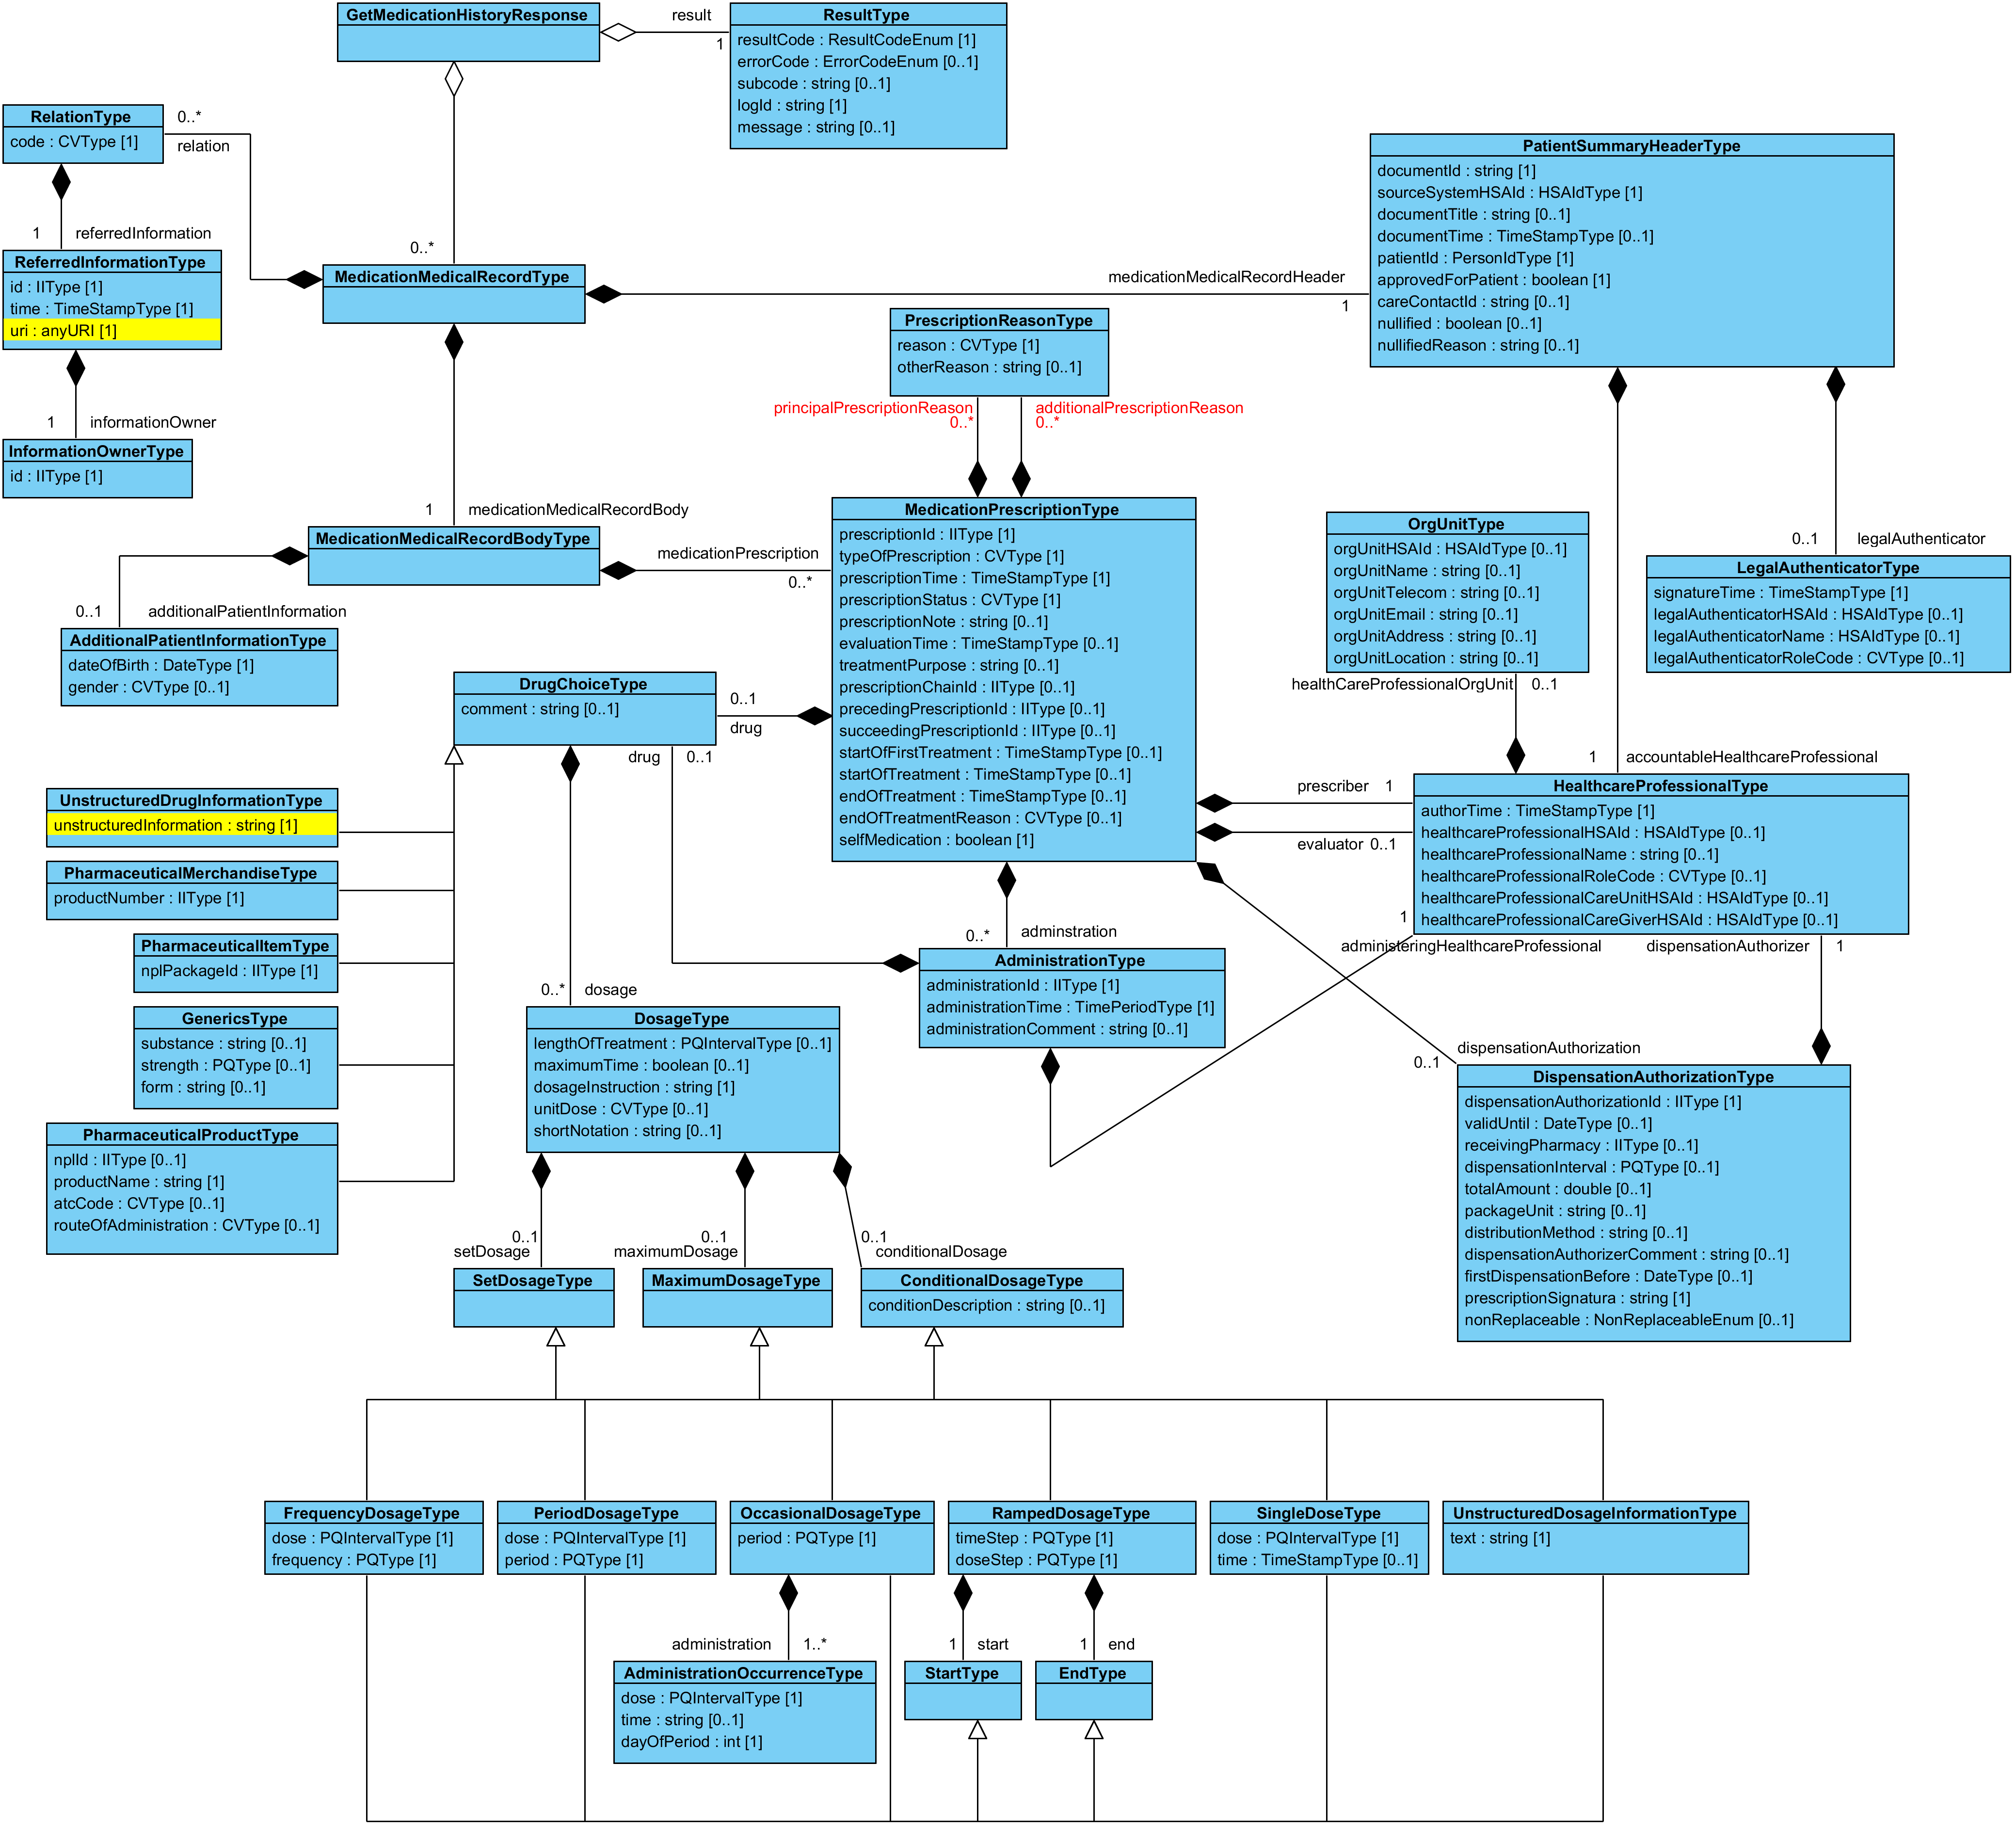 GetMedicationHistoryResponse
result
1
ResultType
resultCode : ResultCodeEnum [1]
errorCode : ErrorCodeEnum [0..1]
subcode : string [0..1]
logId : string [1]
message : string [0..1]
RelationType
code : CVType [1]
0..*
relation
1
referredInformation
ReferredInformationType
id : IIType [1]
time : TimeStampType [1]
uri : anyURI [1]
1
informationOwner
InformationOwnerType
id : IIType [1]
0..*
MedicationMedicalRecordType
medicationMedicalRecordHeader
1
PatientSummaryHeaderType
documentId : string [1]
sourceSystemHSAId : HSAIdType [1]
documentTitle : string [0..1]
documentTime : TimeStampType [0..1]
patientId : PersonIdType [1]
approvedForPatient : boolean [1]
careContactId : string [0..1]
nullified : boolean [0..1]
nullifiedReason : string [0..1]
PrescriptionReasonType
reason : CVType [1]
otherReason : string [0..1]
principalPrescriptionReason
0..*
additionalPrescriptionReason
0..*
1
medicationMedicalRecordBody
MedicationMedicalRecordBodyType
medicationPrescription
0..*
0..1
additionalPatientInformation
AdditionalPatientInformationType
dateOfBirth : DateType [1]
gender : CVType [0..1]
MedicationPrescriptionType
prescriptionId : IIType [1]
typeOfPrescription : CVType [1]
prescriptionTime : TimeStampType [1]
prescriptionStatus : CVType [1]
prescriptionNote : string [0..1]
evaluationTime : TimeStampType [0..1]
treatmentPurpose : string [0..1]
prescriptionChainId : IIType [0..1]
precedingPrescriptionId : IIType [0..1]
succeedingPrescriptionId : IIType [0..1]
startOfFirstTreatment : TimeStampType [0..1]
startOfTreatment : TimeStampType [0..1]
endOfTreatment : TimeStampType [0..1]
endOfTreatmentReason : CVType [0..1]
selfMedication : boolean [1]
OrgUnitType
orgUnitHSAId : HSAIdType [0..1]
orgUnitName : string [0..1]
orgUnitTelecom : string [0..1]
orgUnitEmail : string [0..1]
orgUnitAddress : string [0..1]
orgUnitLocation : string [0..1]
healthCareProfessionalOrgUnit
0..1
0..1
legalAuthenticator
LegalAuthenticatorType
signatureTime : TimeStampType [1]
legalAuthenticatorHSAId : HSAIdType [0..1]
legalAuthenticatorName : HSAIdType [0..1]
legalAuthenticatorRoleCode : CVType [0..1]
DrugChoiceType
comment : string [0..1]
0..1
drug
drug
0..1
UnstructuredDrugInformationType
unstructuredInformation : string [1]
PharmaceuticalMerchandiseType
productNumber : IIType [1]
PharmaceuticalItemType
nplPackageId : IIType [1]
GenericsType
substance : string [0..1]
strength : PQType [0..1]
form : string [0..1]
PharmaceuticalProductType
nplId : IIType [0..1]
productName : string [1]
atcCode : CVType [0..1]
routeOfAdministration : CVType [0..1]
prescriber 1
evaluator 0..1
1
accountableHealthcareProfessional
HealthcareProfessionalType
authorTime : TimeStampType [1]
healthcareProfessionalHSAId : HSAIdType [0..1]
healthcareProfessionalName : string [0..1]
healthcareProfessionalRoleCode : CVType [0..1]
healthcareProfessionalCareUnitHSAId : HSAIdType [0..1]
healthcareProfessionalCareGiverHSAId : HSAIdType [0..1]
1
administeringHealthcareProfessional
dispensationAuthorizer
1
0..*
adminstration
AdministrationType
administrationId : IIType [1]
administrationTime : TimePeriodType [1]
administrationComment : string [0..1]
0..*
dosage
DosageType
lengthOfTreatment : PQIntervalType [0..1]
maximumTime : boolean [0..1]
dosageInstruction : string [1]
unitDose : CVType [0..1]
shortNotation : string [0..1]
dispensationAuthorization
0..1
DispensationAuthorizationType
dispensationAuthorizationId : IIType [1]
validUntil : DateType [0..1]
receivingPharmacy : IIType [0..1]
dispensationInterval : PQType [0..1]
totalAmount : double [0..1]
packageUnit : string [0..1]
distributionMethod : string [0..1]
dispensationAuthorizerComment : string [0..1]
firstDispensationBefore : DateType [0..1]
prescriptionSignatura : string [1]
nonReplaceable : NonReplaceableEnum [0..1]
0..1
setDosage
0..1
maximumDosage
0..1
conditionalDosage
SetDosageType
MaximumDosageType
ConditionalDosageType
conditionDescription : string [0..1]
FrequencyDosageType
dose : PQIntervalType [1]
frequency : PQType [1]
PeriodDosageType
dose : PQIntervalType [1]
period : PQType [1]
OccasionalDosageType
period : PQType [1]
RampedDosageType
timeStep : PQType [1]
doseStep : PQType [1]
SingleDoseType
dose : PQIntervalType [1]
time : TimeStampType [0..1]
UnstructuredDosageInformationType
text : string [1]
administration
1..*
1
start
1
end
AdministrationOccurrenceType
dose : PQIntervalType [1]
time : string [0..1]
dayOfPeriod : int [1]
StartType
EndType